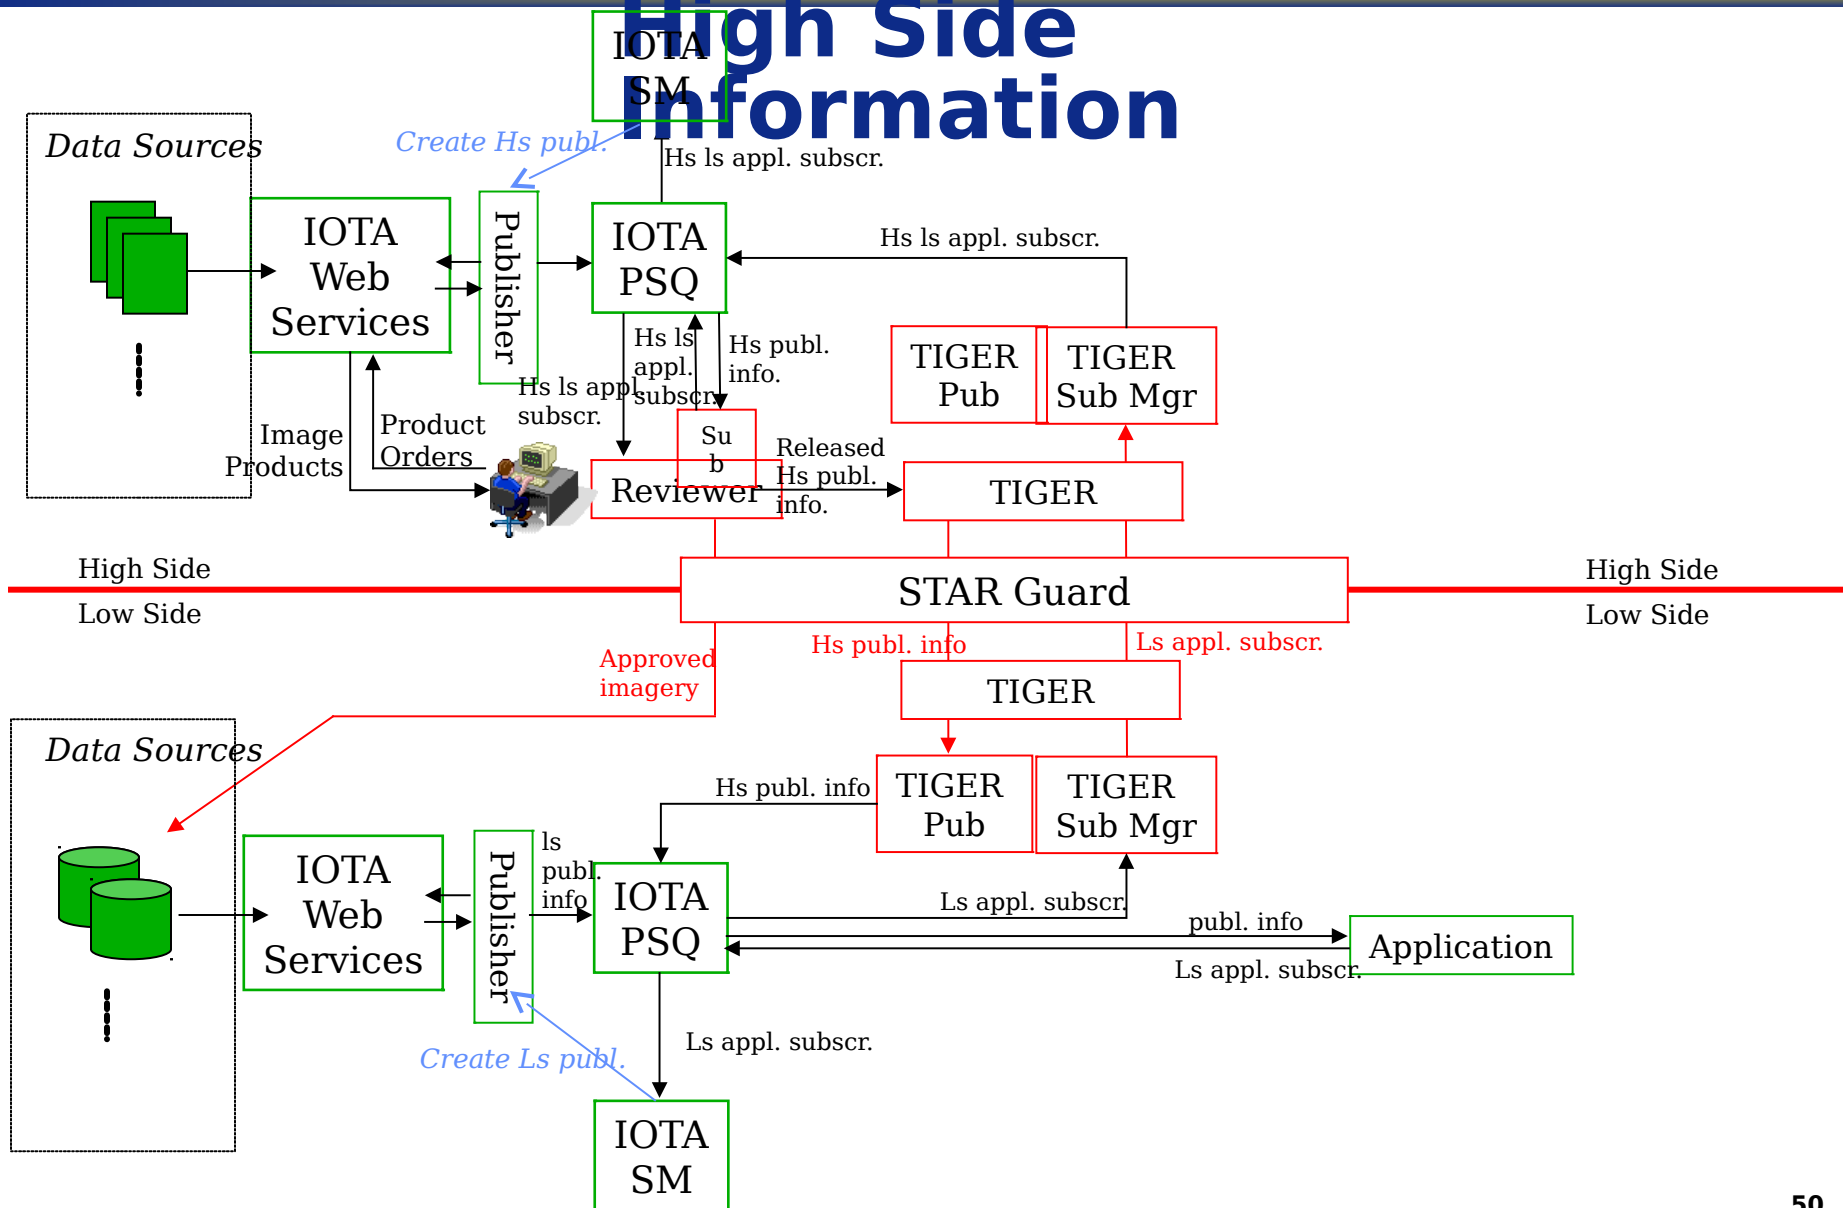 High Side
Information
IOTA
SM
Data Sources
Create Hs publ.
Hs ls appl. subscr.
IOTA
Web
Services
Publisher
IOTA
PSQ
Hs ls appl. subscr.
Hs ls
appl.
subscr.
Hs publ.
info.
Hs ls appl.
subscr.
TIGER
Pub
TIGER
Sub Mgr
Image
Products
Product
Orders
Su
b
Reviewer
Released
Hs publ.
info.
TIGER
High Side
Low Side
STAR Guard
High Side
Low Side
Approved
imagery
Hs publ. info
Ls appl. subscr.
TIGER
Data Sources
Hs publ. info
TIGER
Pub
TIGER
Sub Mgr
IOTA
Web
Services
Publisher
ls
publ.
info
IOTA
PSQ
Ls appl. subscr.
publ. info
Application
Ls appl. subscr.
Create Ls publ.
Ls appl. subscr.
IOTA
SM
50